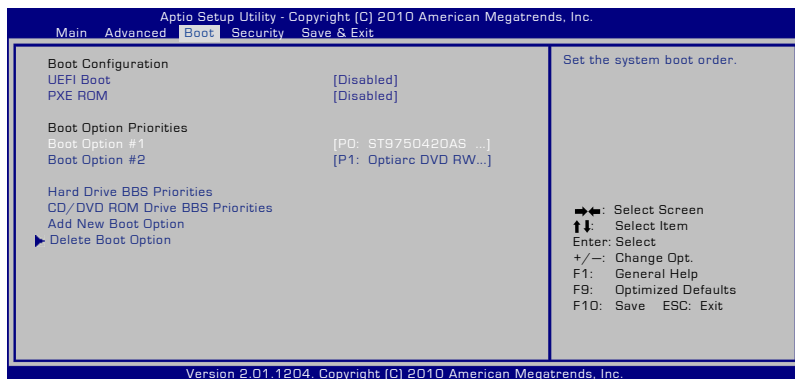 Aptio Setup Utility - Copyright (C) 2010 American Megatrends, Inc.
Main Advanced Boot Security Save & Exit
Boot Configuration
UEFI Boot [Disabled]
PXE ROM [Disabled]
Boot Option Priorities
Boot Option #1 [P0: ST9750420AS ...]
Boot Option #2 [P1: Optiarc DVD RW...]
Hard Drive BBS Priorities
CD/DVD ROM Drive BBS Priorities
Add New Boot Option
Delete Boot Option
Set the system boot order.
→←: Select Screen
↑↓: Select Item
Enter: Select
+/—: Change Opt.
F1: General Help
F9: Optimized Defaults
F10: Save ESC: Exit
Version 2.01.1204. Copyright (C) 2010 American Megatrends, Inc.